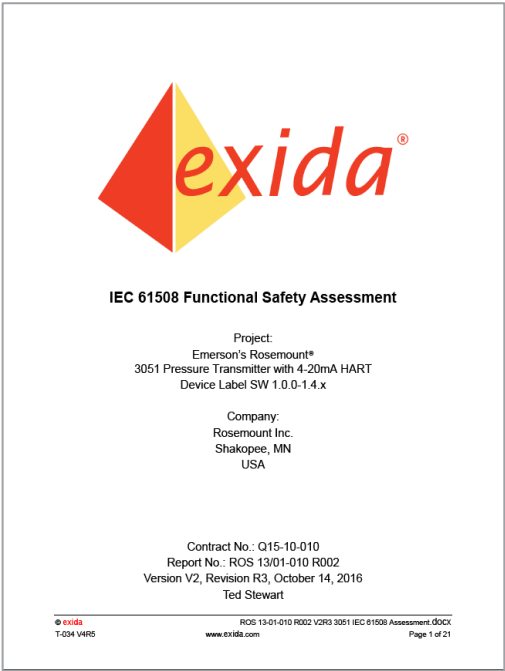 exida®
IEC 61508 Functional Safety Assessment
Project:
Emerson's Rosemount®
3051 Pressure Transmitter with 4-20mA HART
Device Label SW 1.0.0-1.4.x
Company:
Rosemount Inc.
Shakopee, MN
USA
Contract No.: Q15-10-010
Report No.: ROS 13/01-010 R002
Version V2, Revision R3, October 14, 2016
Ted Stewart
© exida ROS 13-01-010 R002 V2R3 3051 IEC 61508 Assessment.docx
T-034 V4R5 www.exida.com Page 1 of 21